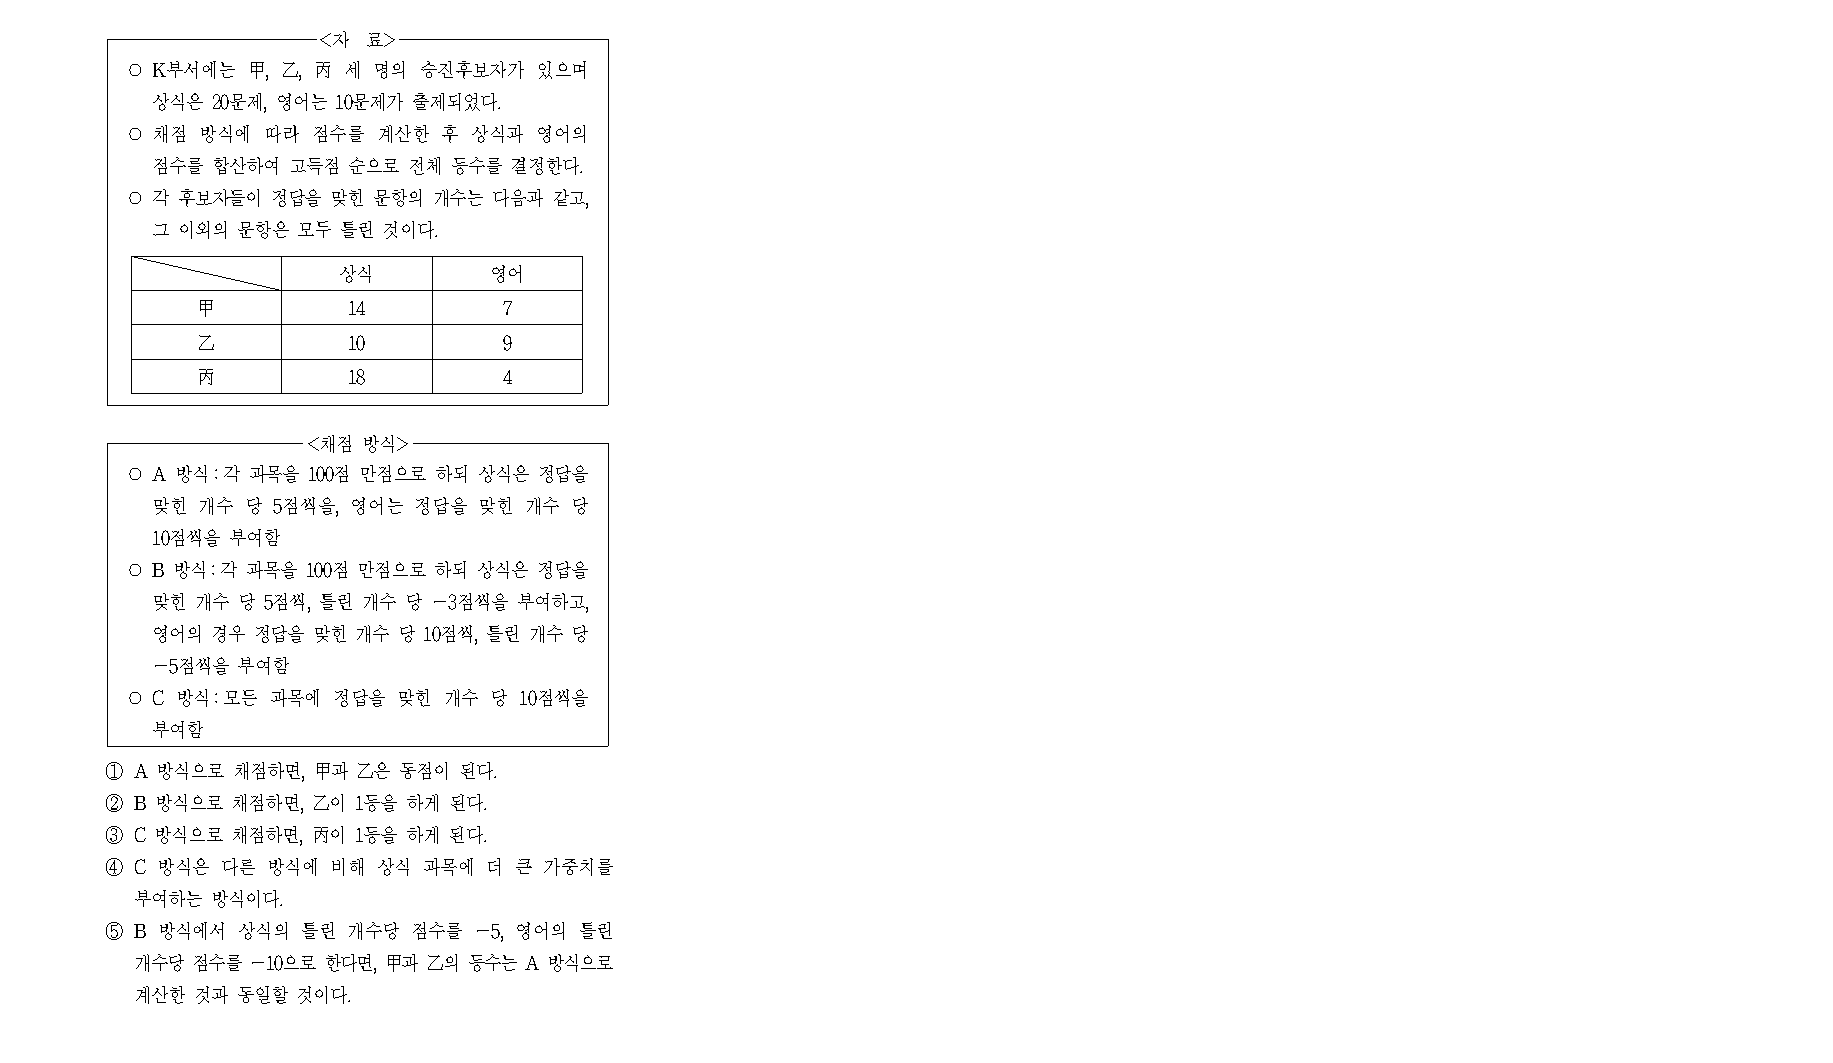 <자 료>
○ K부서에는 甲, 乙, 丙 세 명의 승진후보자가 있으며
상식은 20문제, 영어는 10문제가 출제되었다.
○ 채점 방식에 따라 점수를 계산한 후 상식과 영어의
점수를 합산하여 고득점 순으로 전체 등수를 결정한다.
○ 각 후보자들이 정답을 맞힌 문항의 개수는 다음과 같고,
그 이외의 문항은 모두 틀린 것이다.
상식 영어
甲 14 7
乙 10 9
丙 18 4
<채점 방식>
○ A 방식 : 각 과목을 100점 만점으로 하되 상식은 정답을
맞힌 개수 당 5점씩을, 영어는 정답을 맞힌 개수 당
10점씩을 부여함
○ B 방식 : 각 과목을 100점 만점으로 하되 상식은 정답을
맞힌 개수 당 5점씩, 틀린 개수 당 -3점씩을 부여하고,
영어의 경우 정답을 맞힌 개수 당 10점씩, 틀린 개수 당
-5점씩을 부여함
○ C 방식 : 모든 과목에 정답을 맞힌 개수 당 10점씩을
부여함
① A 방식으로 채점하면, 甲과 乙은 동점이 된다.
② B 방식으로 채점하면, 乙이 1등을 하게 된다.
③ C 방식으로 채점하면, 丙이 1등을 하게 된다.
④ C 방식은 다른 방식에 비해 상식 과목에 더 큰 가중치를
부여하는 방식이다.
⑤ B 방식에서 상식의 틀린 개수당 점수를 -5, 영어의 틀린
개수당 점수를 -10으로 한다면, 甲과 乙의 등수는 A 방식으로
계산한 것과 동일할 것이다.